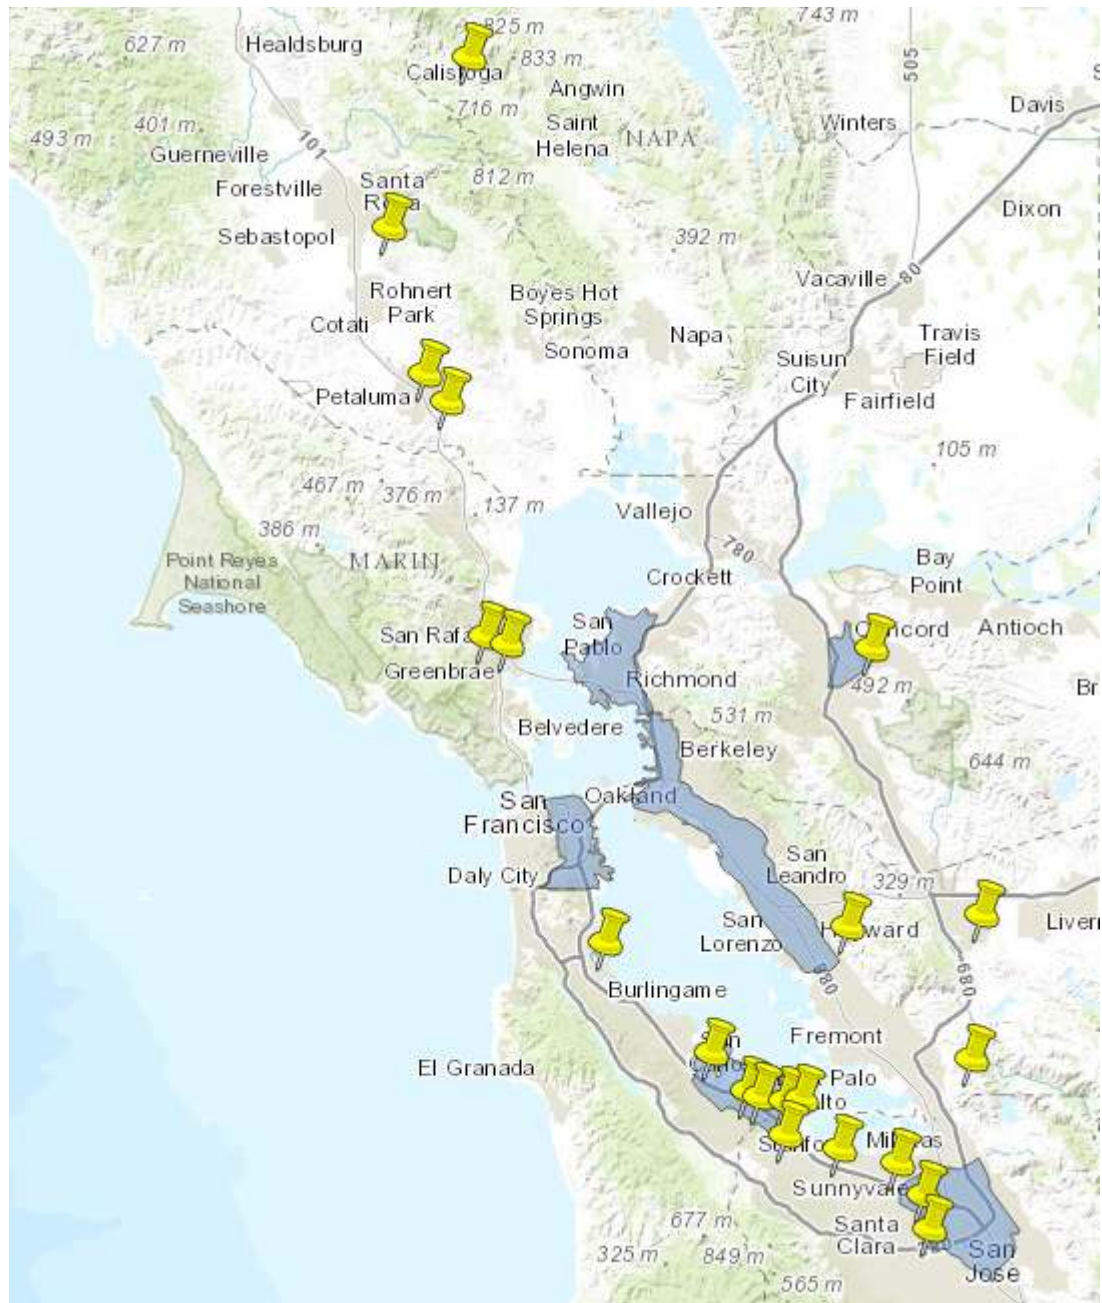 825 m
743 m
627 m
Healdsburg
833 m
Calistoga
Angwin
505
Davis
716 m
401 m
493 m
101
Saint
Helena
NAPA
Winters
Guerneville
Forestville
Santa
812 m
Dixon
Sebastopol
392 m
Vacaville
80
Rohnert
Park
Boyes Hot
Springs
Cotati
Napa
Travis
Field
Sonoma
Suisun
City
Petaluma
Fairfield
105 m
467 m
376 m
137 m
Vallejo
386 m
780
MARIN
Point Reyes
National
Seashore
Bay
Point
Crockett
San
Pablo
Antioch
Greenbrae
Richmond
492 m
Br
531 m
Belvedere
Berkeley
644 m
Oakland
San
Francisco
San
Leandro
Daly City
329 m
San
Lorenzo
Liverr
680
Burlingame
Fremont
El Granada
Palo
Sunnyvale
677 m
Santa
Clara
325 m
849 m
San
Jose
565 m